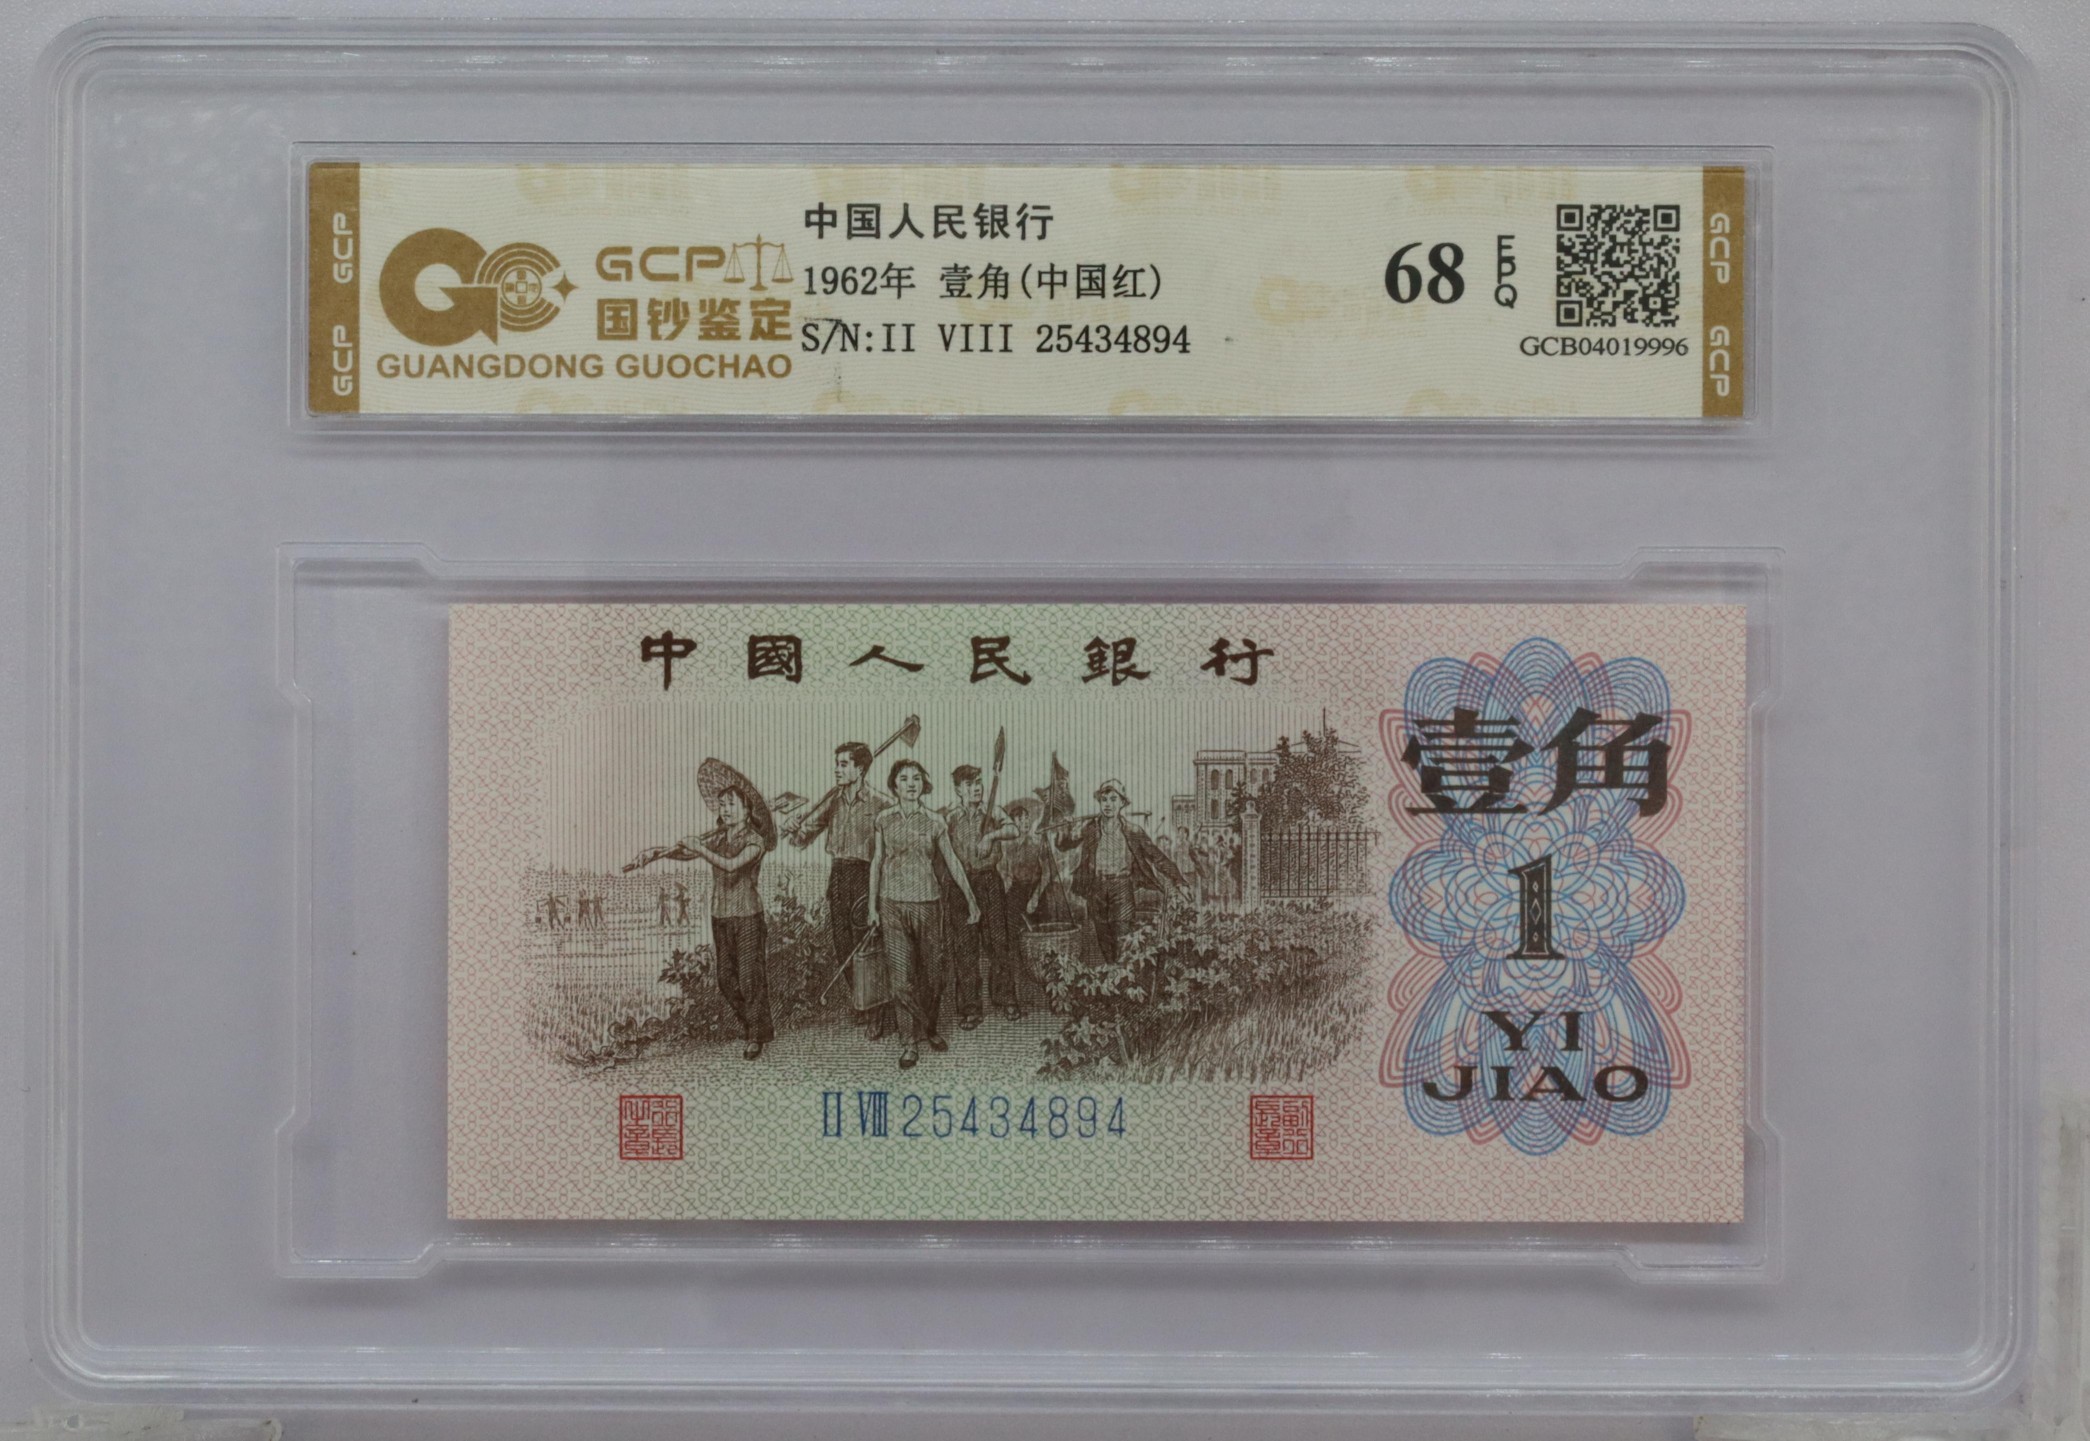 GCP GCP
GCP
国钞鉴定
GUANGDONG GUOCHAO
中国人民银行
1962年 壹角(中国红)
S/N:II VIII 25434894
68 EPQ
GCB04019996
GCP GCP
中國人民銀行
壹角
1
YI
JIAO
II VIII 25434894